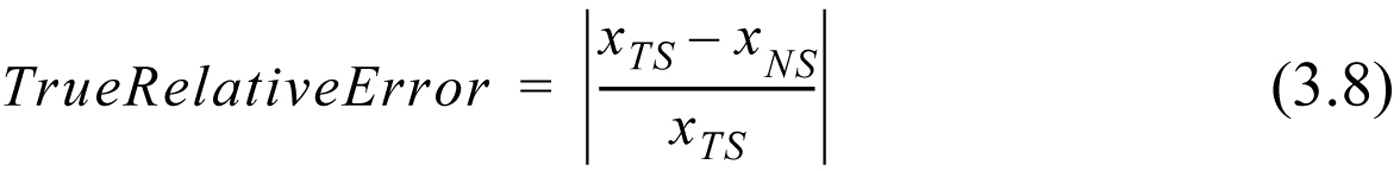 TrueRelativeError = |(x_TS − x_NS) / x_TS| (3.8)